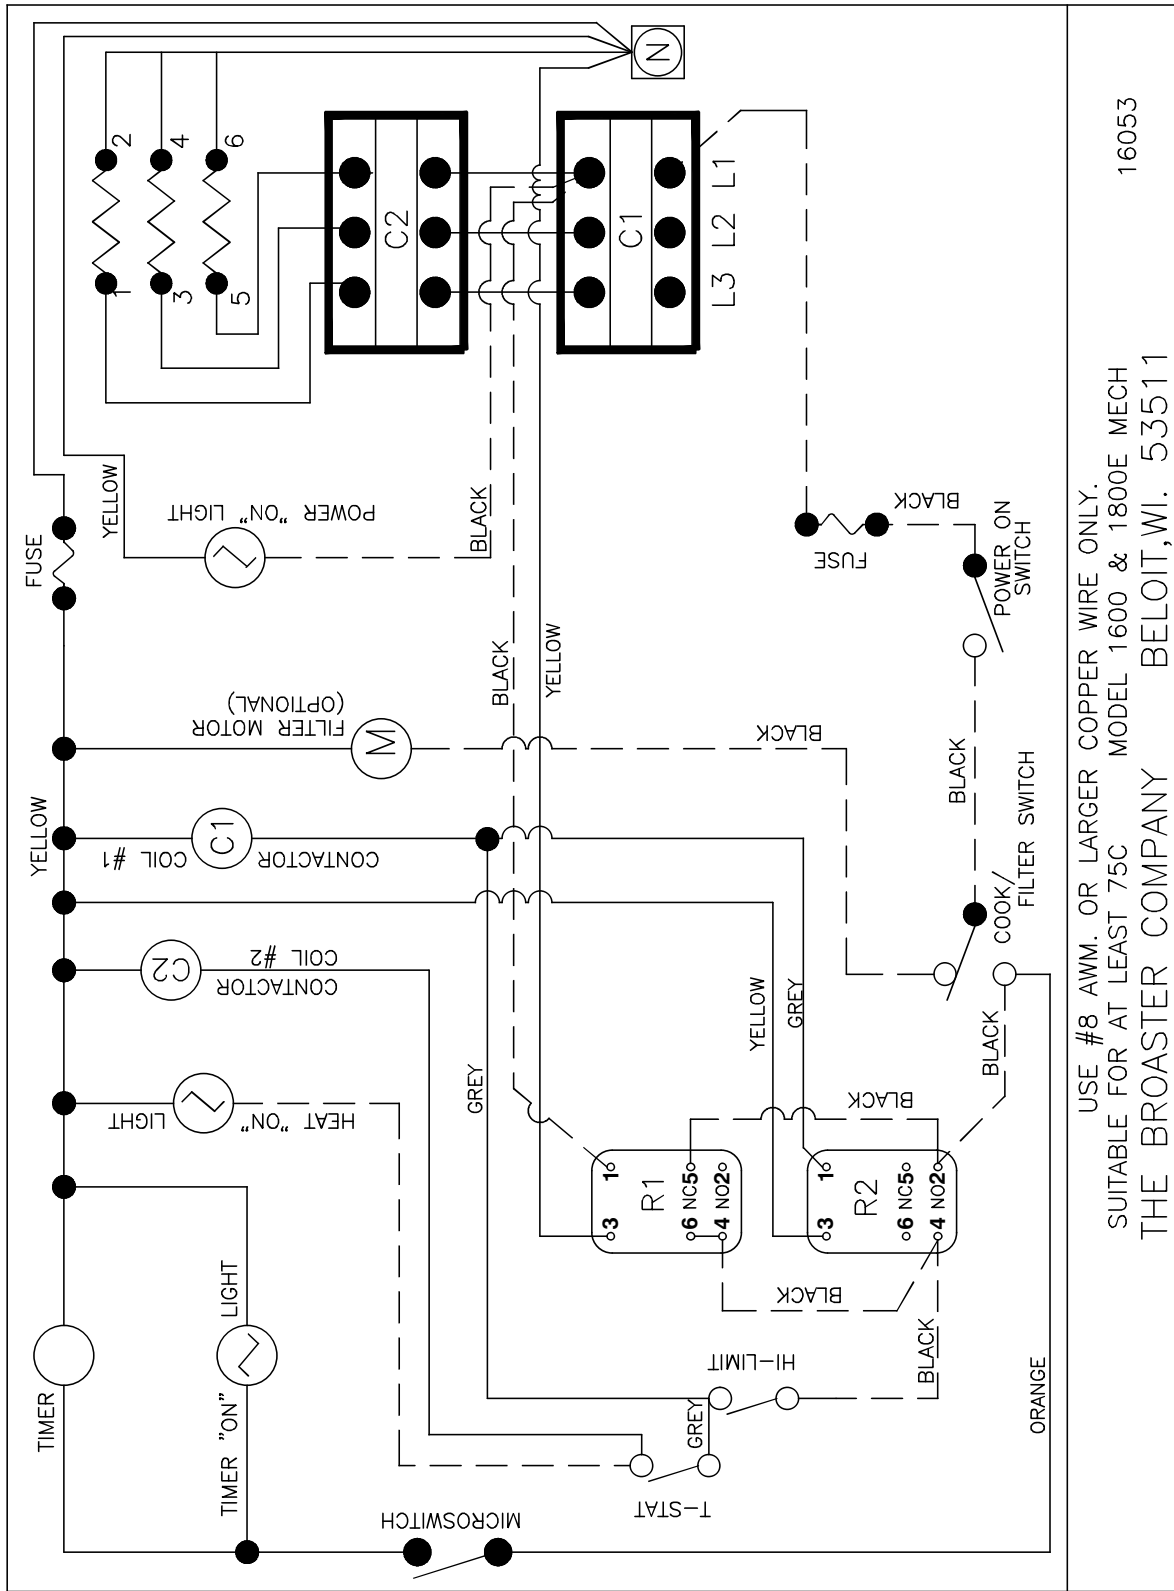 N
2
4
6
1
3
5
C2
C1
L1
L2
L3
FUSE
YELLOW
POWER "ON" LIGHT
BLACK
BLACK
YELLOW
FUSE
BLACK
POWER ON
SWITCH
FILTER MOTOR
(OPTIONAL)
M
BLACK
BLACK
COOK/
FILTER SWITCH
YELLOW
CONTACTOR
COIL #1
C1
CONTACTOR
COIL #2
C2
GREY
YELLOW
GREY
BLACK
HEAT "ON"
LIGHT
BLACK
R1
1
3
NC5
6
NO2
4
R2
1
3
NC5
6
NO2
4
BLACK
BLACK
HI-LIMIT
GREY
T-STAT
ORANGE
TIMER
TIMER "ON"
LIGHT
MICROSWITCH
USE #8 AWM. OR LARGER COPPER WIRE ONLY.
SUITABLE FOR AT LEAST 75C MODEL 1600 & 1800E MECH
THE BROASTER COMPANY BELOIT,WI. 53511
16053